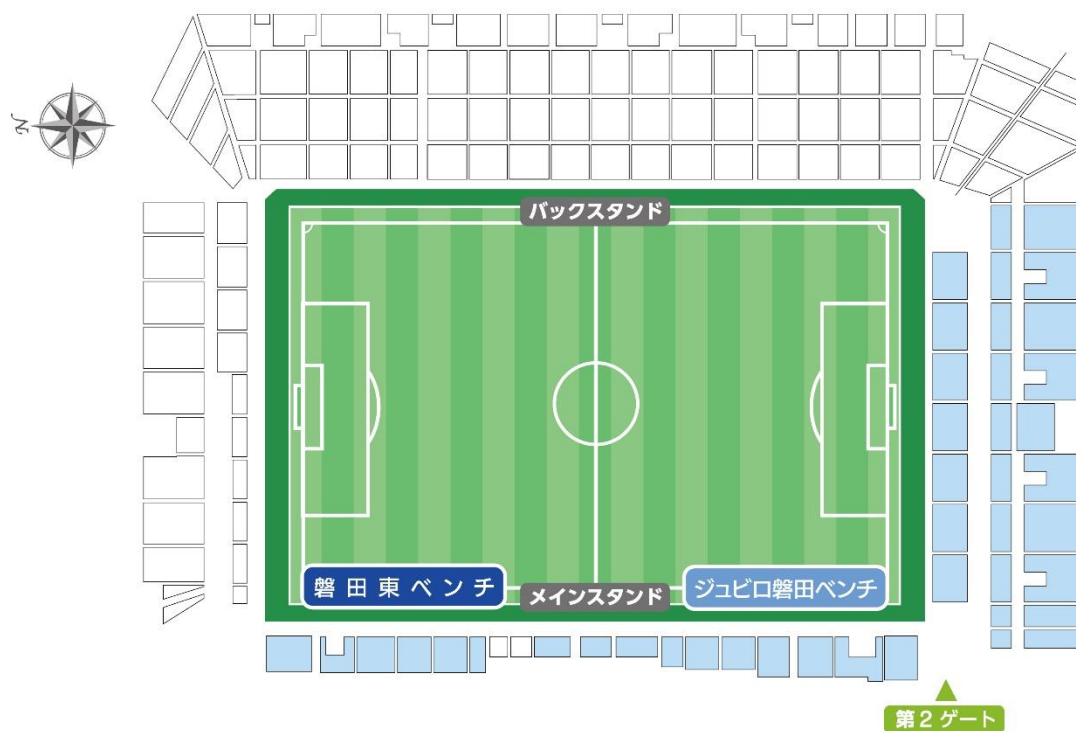 N
バックスタンド
磐田東ベンチ
メインスタンド
ジュビロ磐田ベンチ
第2ゲート